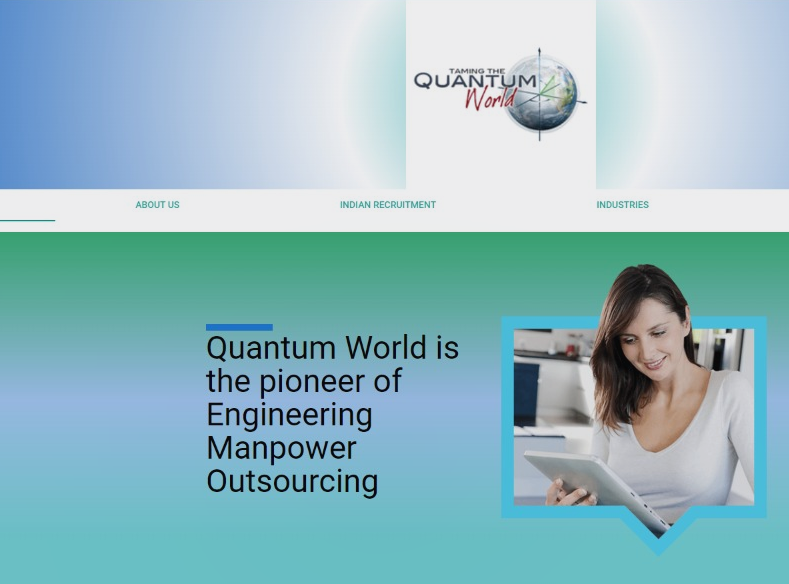 TAMING THE
QUANTUM
World
ABOUT US
INDIAN RECRUITMENT
INDUSTRIES
Quantum World is
the pioneer of
Engineering
Manpower
Outsourcing